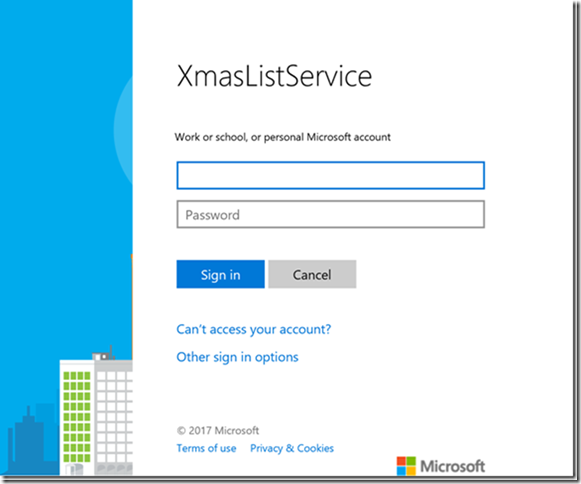 XmasListService
Work or school, or personal Microsoft account
Password
Sign in Cancel
Can't access your account?
Other sign in options
© 2017 Microsoft
Terms of use Privacy & Cookies
Microsoft